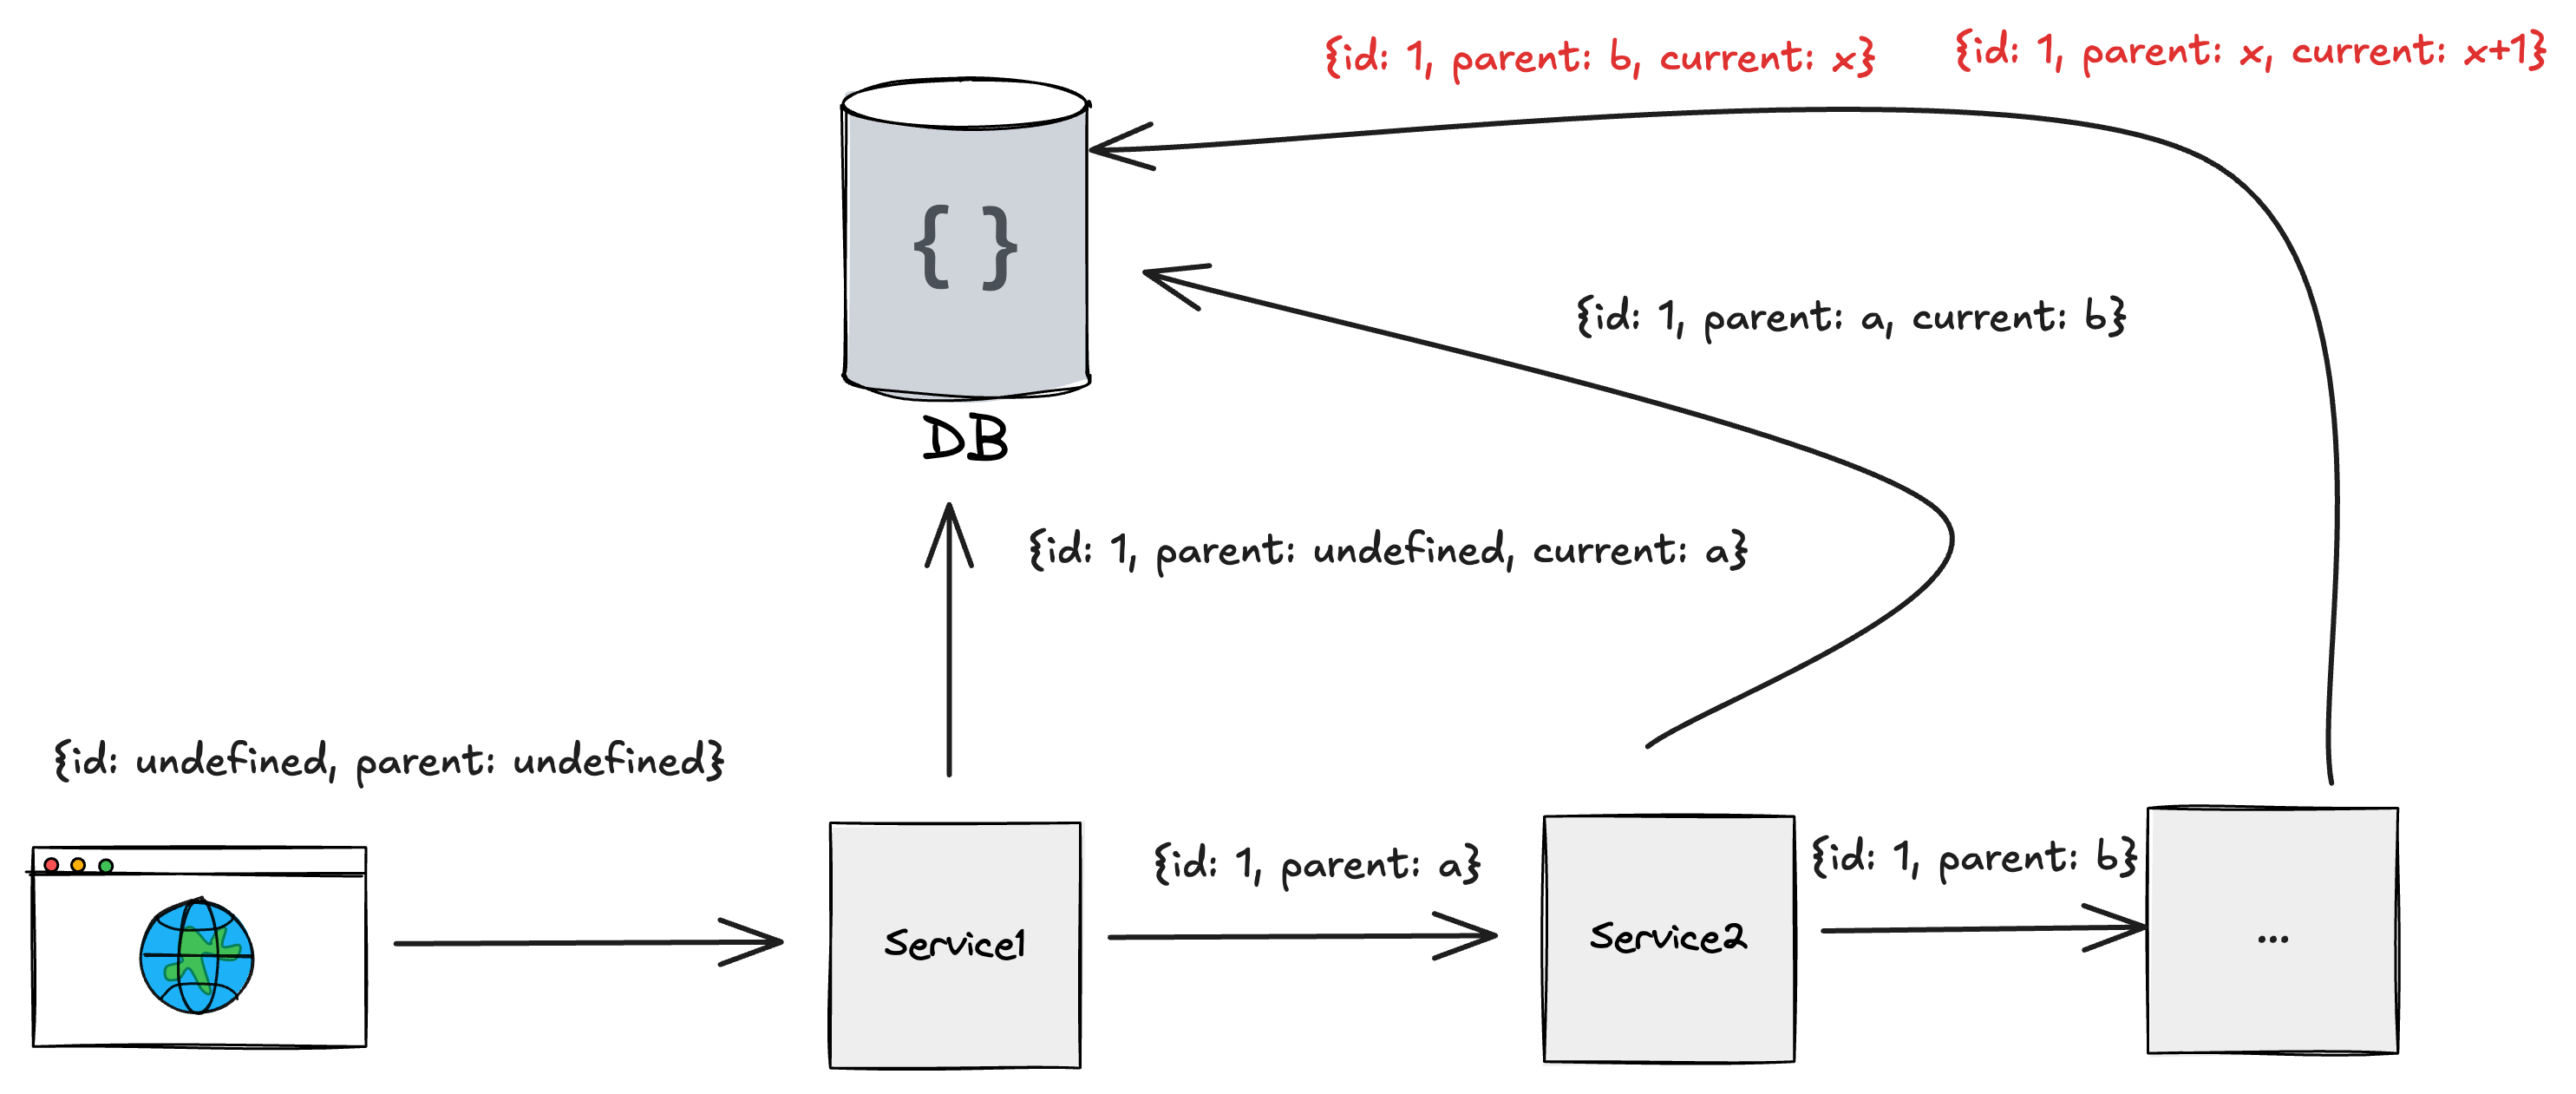 {id: 1, parent: b, current: x}
{id: 1, parent: x, current: x+1}
{ }
{id: 1, parent: a, current: b}
DB
{id: 1, parent: undefined, current: a}
{id: undefined, parent: undefined}
{id: 1, parent: a}
{id: 1, parent: b}
Service1
Service2
...